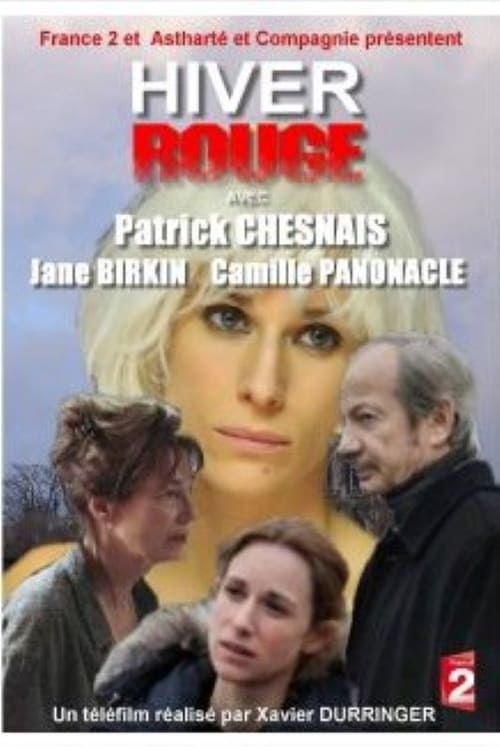 France 2 et Astharté et Compagnie présentent
HIVER
ROUGE
avec
Patrick CHESNAIS
Jane BIRKIN Camille PANONACLE
france
2
Un téléfilm réalisé par Xavier DURRINGER